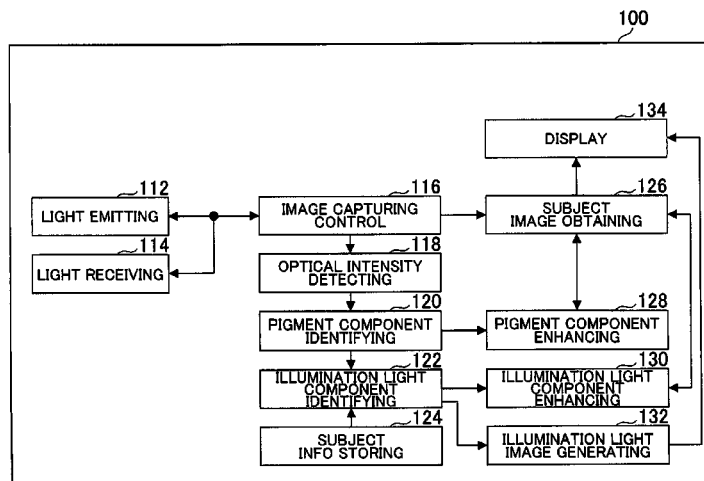 100
134
DISPLAY
112
LIGHT EMITTING
116
IMAGE CAPTURING
CONTROL
126
SUBJECT
IMAGE OBTAINING
114
LIGHT RECEIVING
118
OPTICAL INTENSITY
DETECTING
120
PIGMENT COMPONENT
IDENTIFYING
128
PIGMENT COMPONENT
ENHANCING
122
ILLUMINATION LIGHT
COMPONENT
IDENTIFYING
130
ILLUMINATION LIGHT
COMPONENT
ENHANCING
124
SUBJECT
INFO STORING
132
ILLUMINATION LIGHT
IMAGE GENERATING